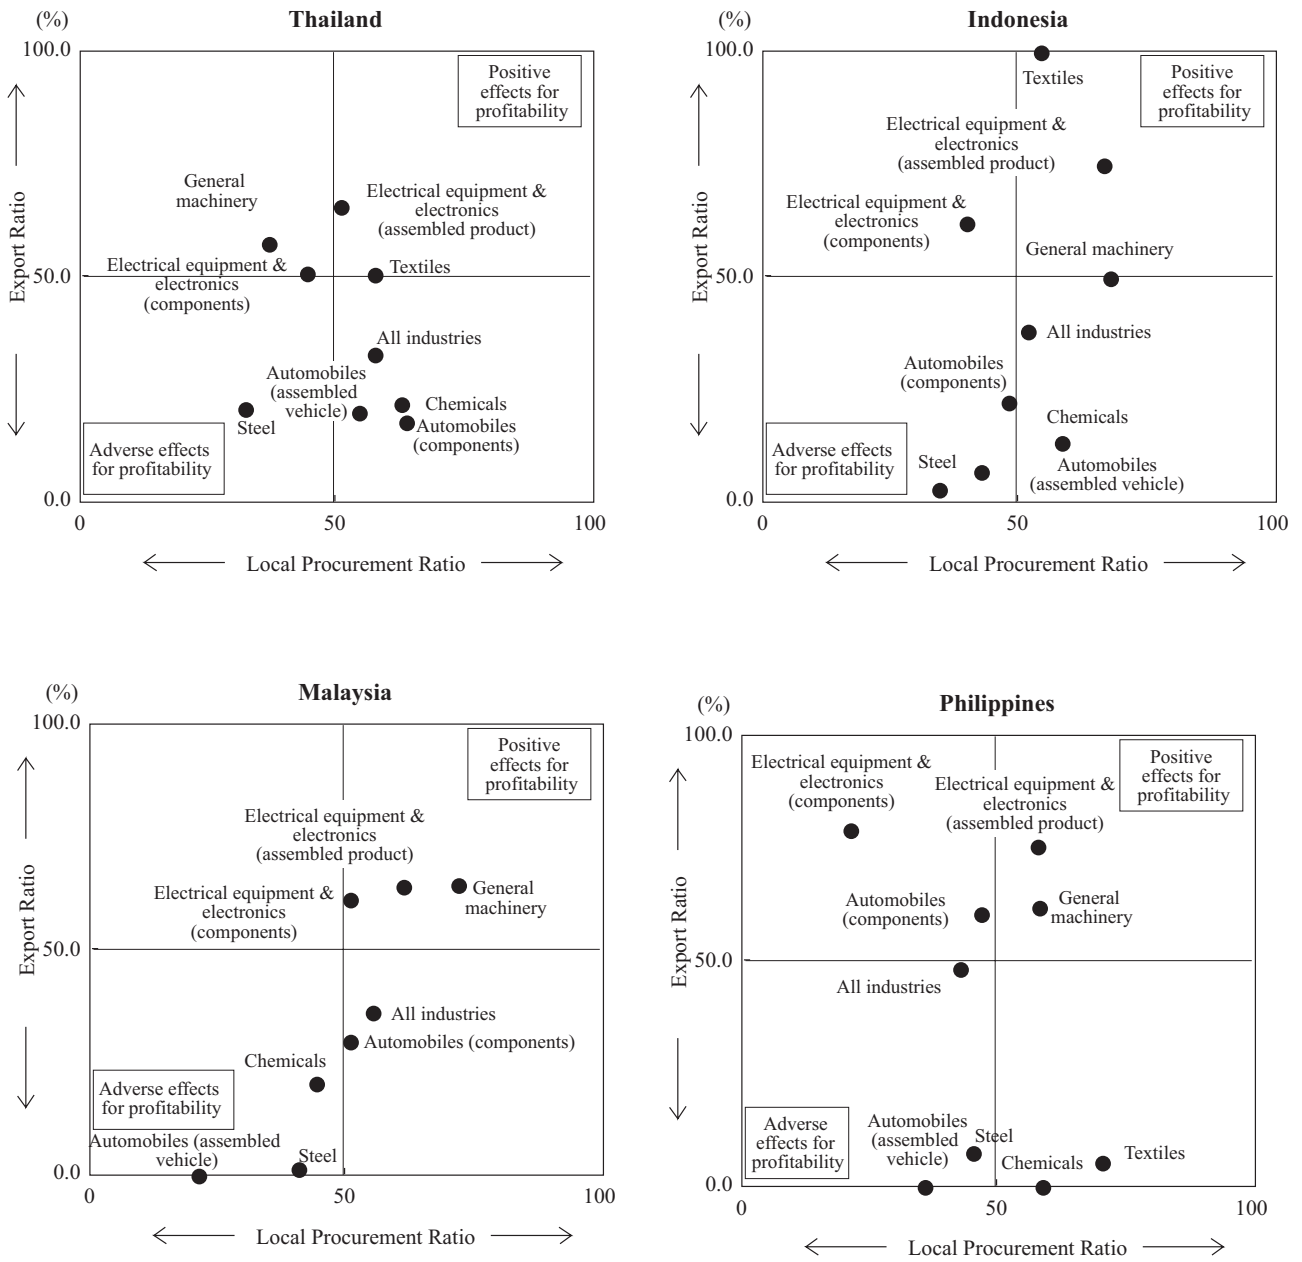 (%)
Thailand
100.0
Positive
effects for
profitability
General
machinery
Electrical equipment &
electronics
(assembled product)
Export Ratio
Electrical equipment &
electronics
(components)
Textiles
50.0
All industries
Automobiles
(assembled
vehicle)
Chemicals
Automobiles
(components)
Steel
Adverse effects
for profitability
0.0
0
50
100
Local Procurement Ratio
(%)
Indonesia
100.0
Textiles
Positive
effects for
profitability
Electrical equipment &
electronics
(assembled product)
Electrical equipment &
electronics
(components)
Export Ratio
General machinery
50.0
All industries
Automobiles
(components)
Chemicals
Adverse effects
for profitability
Steel
Automobiles
(assembled vehicle)
0.0
0
50
100
Local Procurement Ratio
(%)
Malaysia
100.0
Positive
effects for
profitability
Electrical equipment &
electronics
(assembled product)
Electrical equipment &
electronics
(components)
General
machinery
Export Ratio
50.0
All industries
Automobiles (components)
Chemicals
Adverse effects
for profitability
Automobiles (assembled
vehicle)
Steel
0.0
0
50
100
Local Procurement Ratio
(%)
Philippines
100.0
Electrical equipment &
electronics
(components)
Electrical equipment &
electronics
(assembled product)
Positive
effects for
profitability
Automobiles
(components)
General
machinery
Export Ratio
50.0
All industries
Adverse
effects for
profitability
Automobiles
(assembled
vehicle)
Steel
Chemicals
Textiles
0.0
0
50
100
Local Procurement Ratio